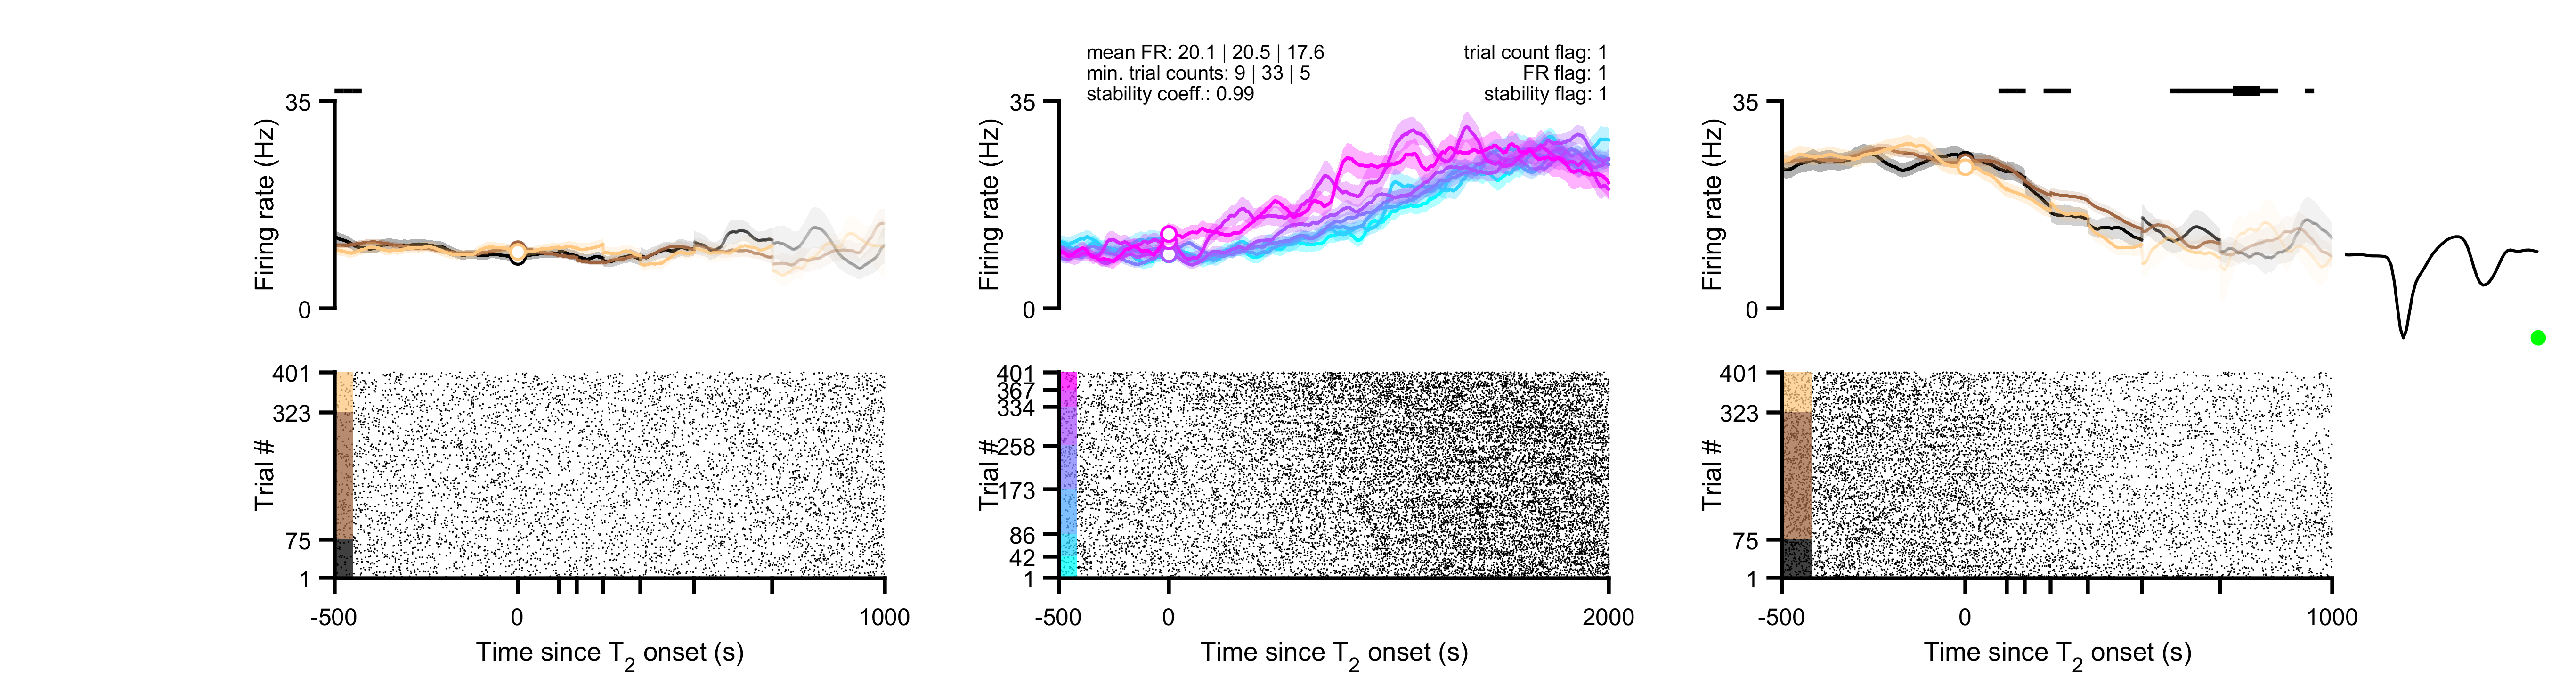 mean FR: 20.1 | 20.5 | 17.6
min. trial counts: 9 | 33 | 5
stability coeff.: 0.99
trial count flag: 1
FR flag: 1
stability flag: 1
35
Firing rate (Hz)
0
35
Firing rate (Hz)
0
35
Firing rate (Hz)
0
401
323
Trial #
75
1
-500
0
1000
Time since T2 onset (s)
401
367
334
258
Trial #
173
86
42
1
-500
0
2000
Time since T2 onset (s)
401
323
Trial #
75
1
-500
0
1000
Time since T2 onset (s)